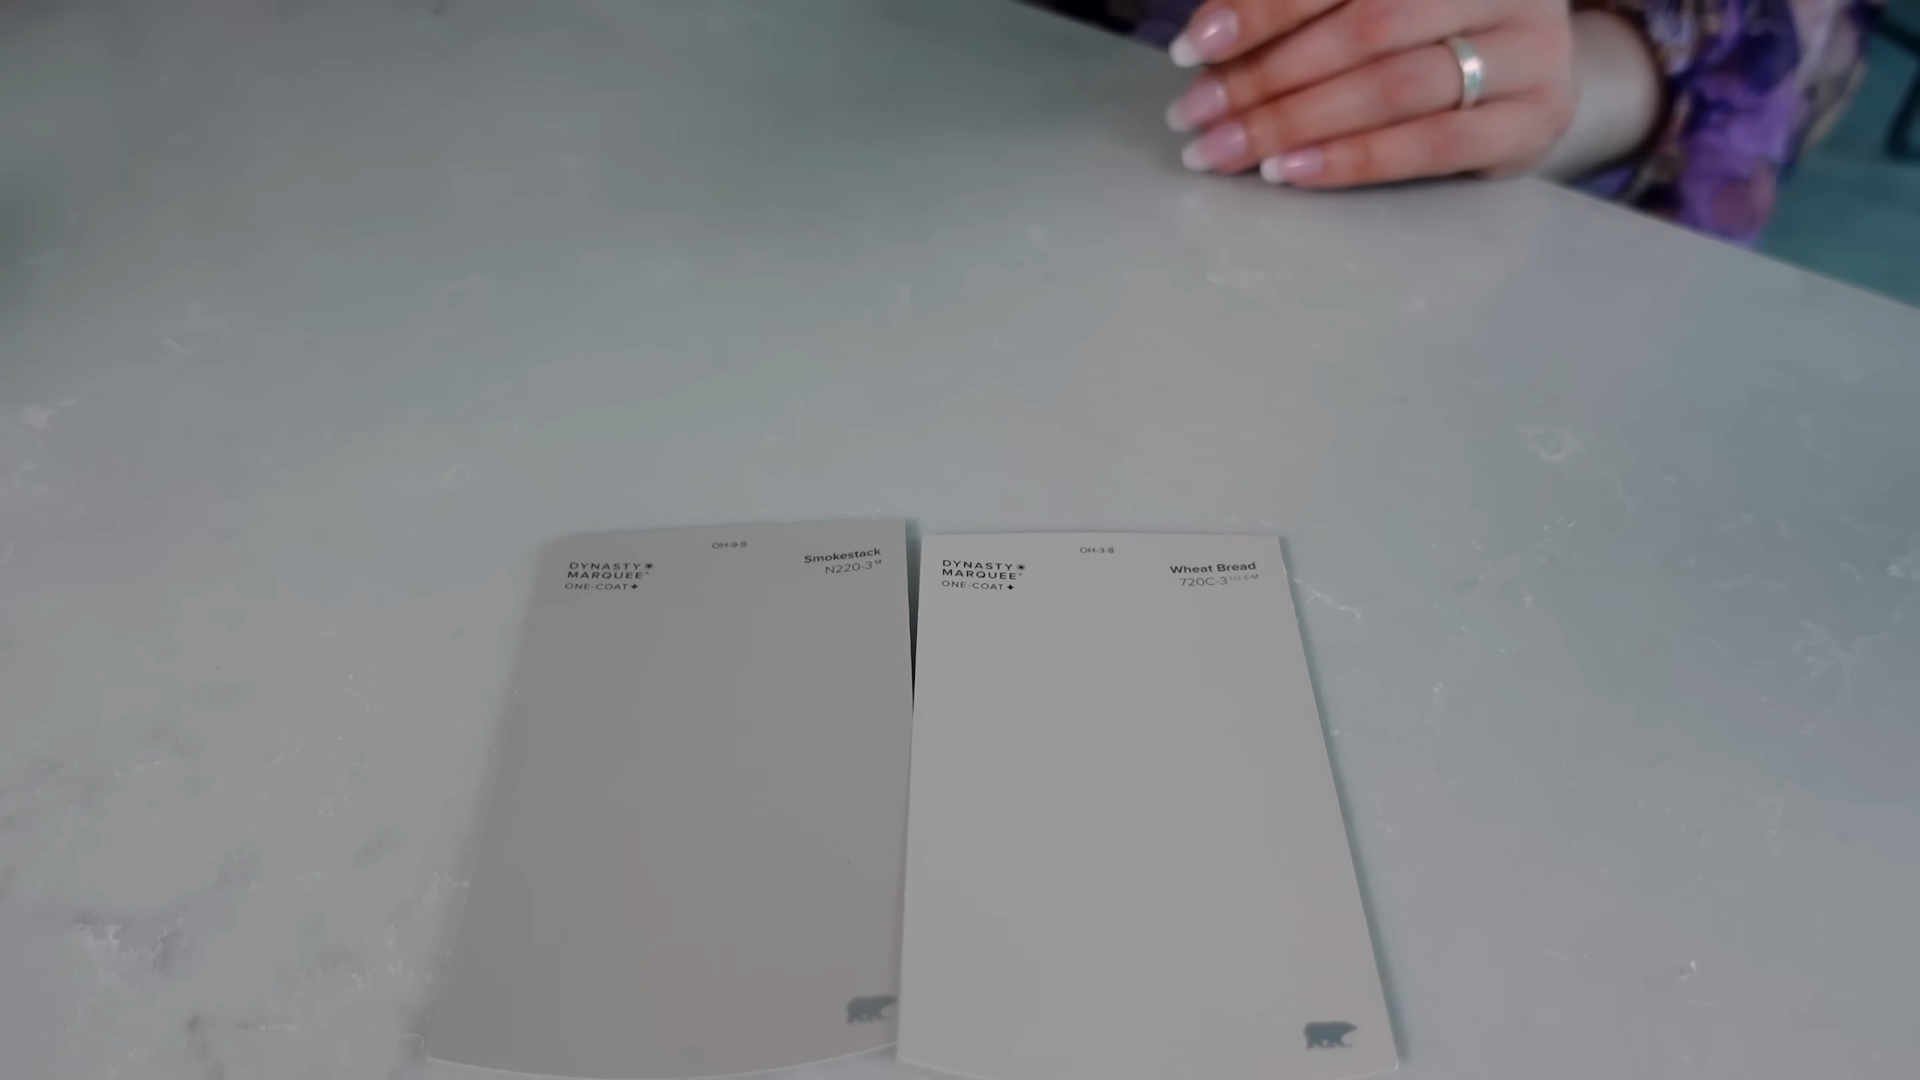 OH-9-9
DYNASTY
MARQUEE
ONE-COAT
Smokestack
N220-3 M
OH-3-8
DYNASTY
MARQUEE
ONE-COAT
Wheat Bread
720C-3